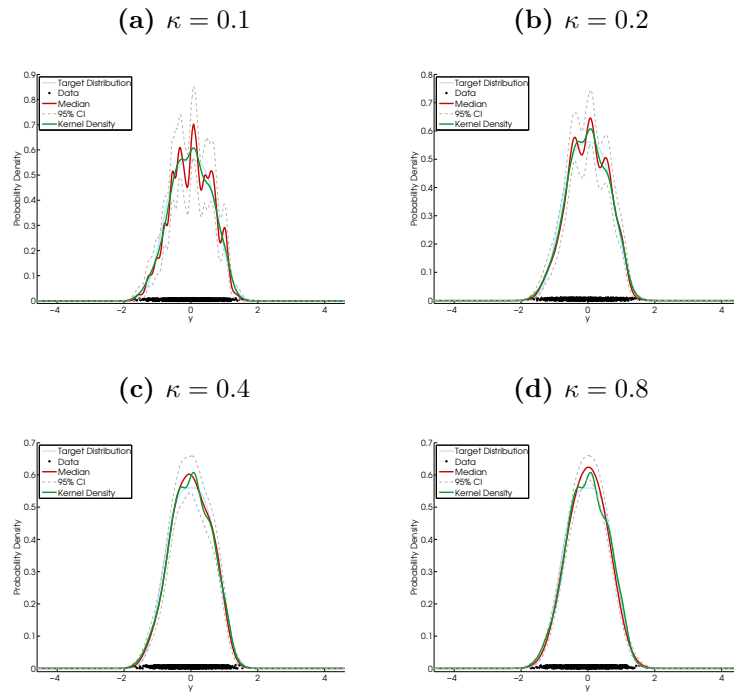 (a) κ = 0.1
0.9
0.8
0.7
0.6
0.5
0.4
0.3
0.2
0.1
0
Probability Density
Target Distribution
Data
Median
95% CI
Kernel Density
−4 −2 0 2 4
y
(b) κ = 0.2
0.8
0.7
0.6
0.5
0.4
0.3
0.2
0.1
0
Probability Density
Target Distribution
Data
Median
95% CI
Kernel Density
−4 −2 0 2 4
y
(c) κ = 0.4
0.7
0.6
0.5
0.4
0.3
0.2
0.1
0
Probability Density
Target Distribution
Data
Median
95% CI
Kernel Density
−4 −2 0 2 4
y
(d) κ = 0.8
0.7
0.6
0.5
0.4
0.3
0.2
0.1
0
Probability Density
Target Distribution
Data
Median
95% CI
Kernel Density
−4 −2 0 2 4
y